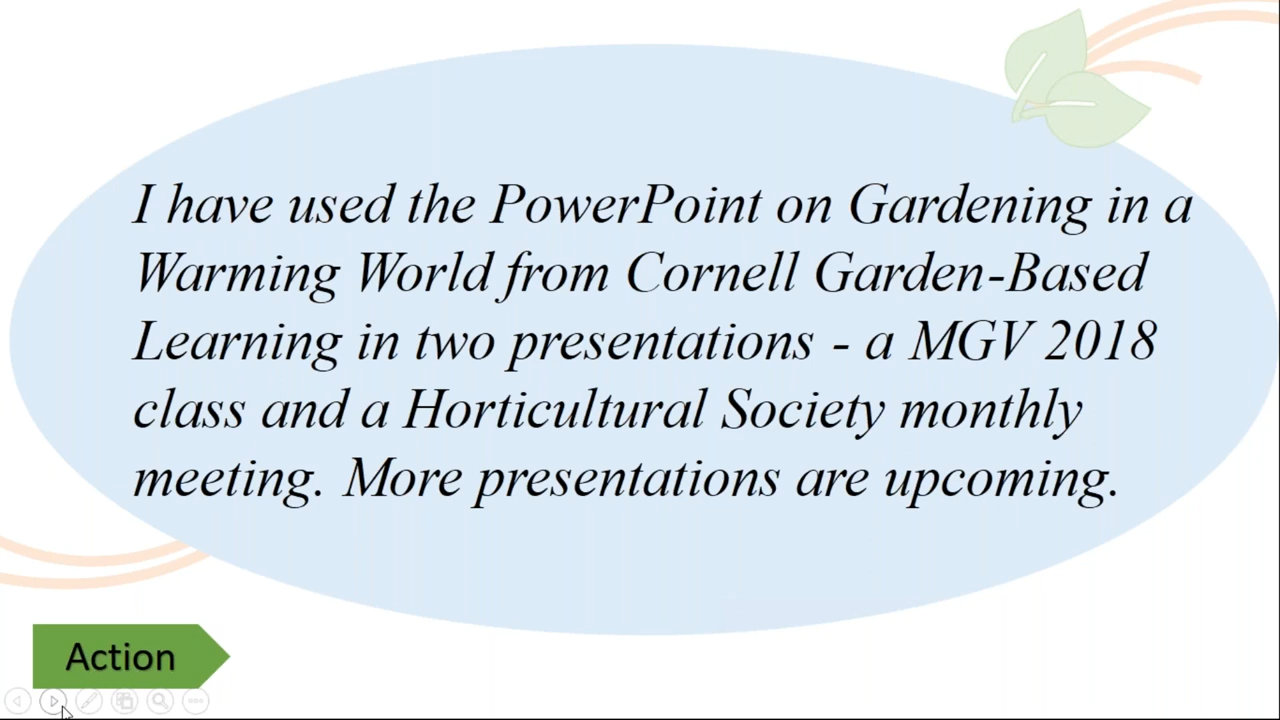 I have used the PowerPoint on Gardening in a
Warming World from Cornell Garden-Based
Learning in two presentations - a MGV 2018
class and a Horticultural Society monthly
meeting. More presentations are upcoming.
Action